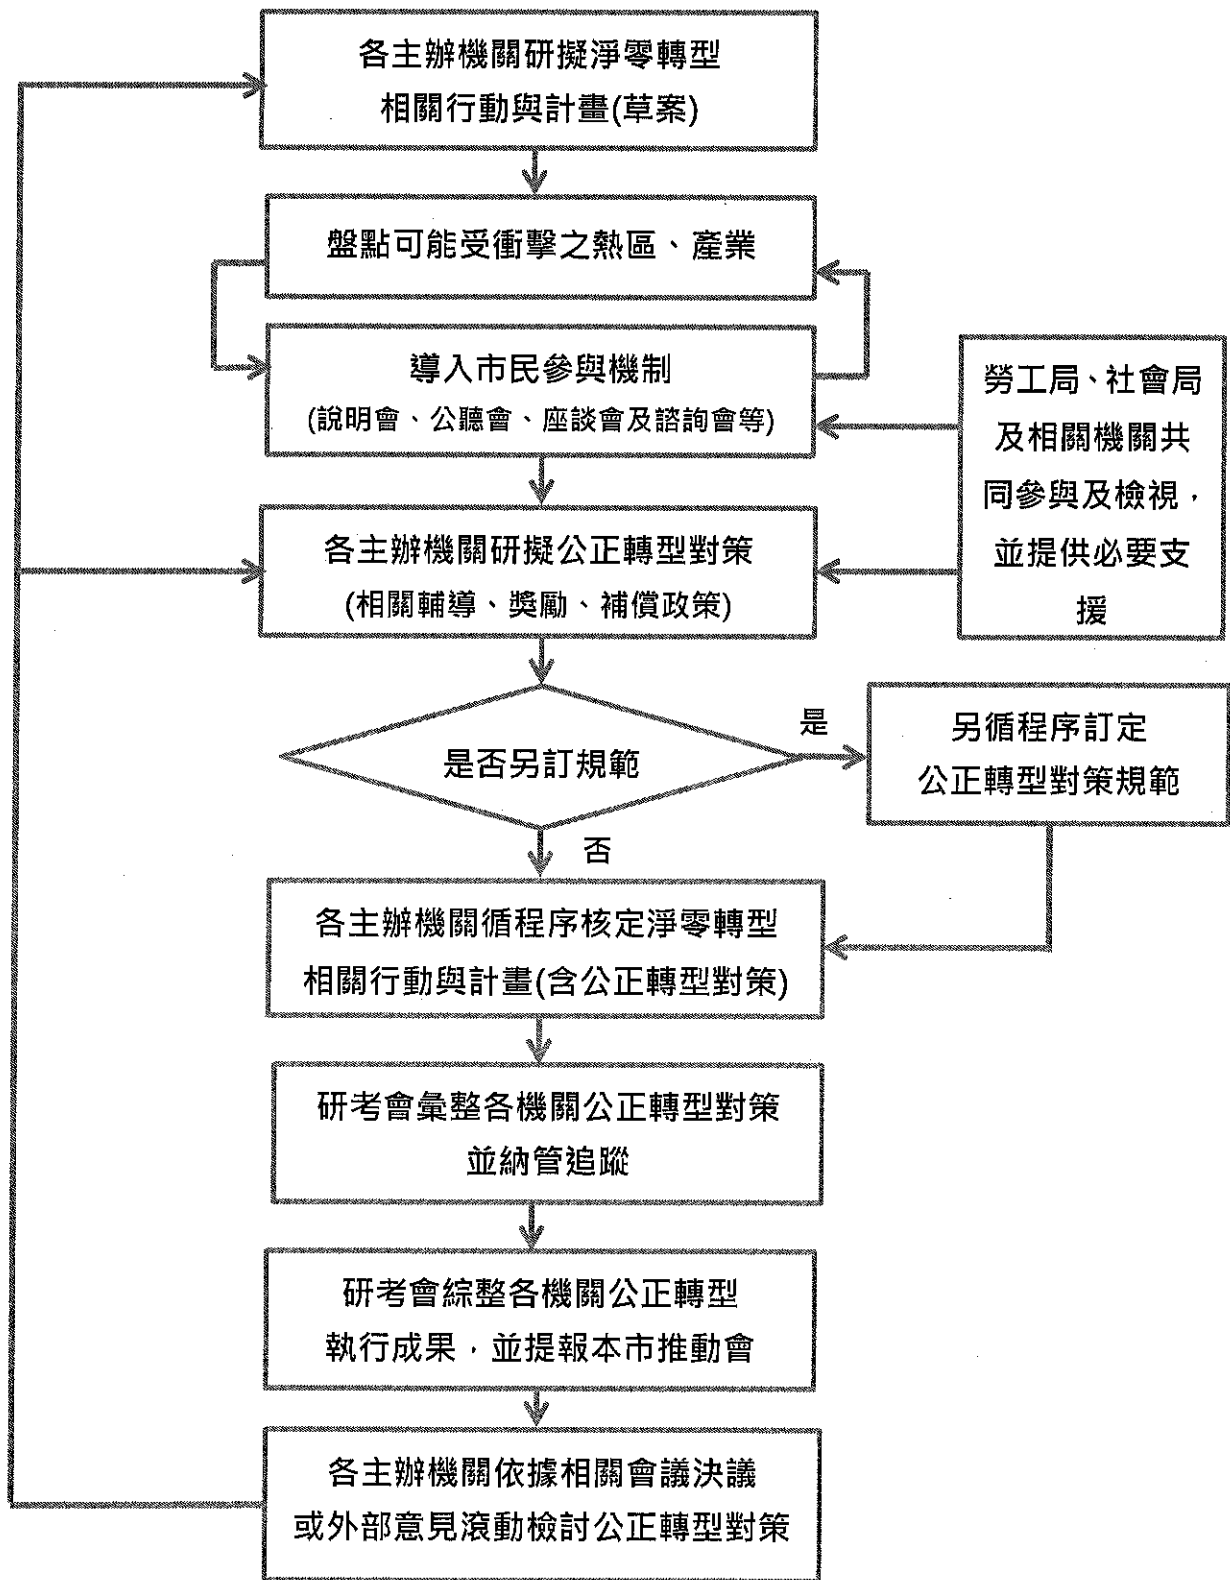 各主辦機關研擬淨零轉型
相關行動與計畫(草案)
盤點可能受衝擊之熱區、產業
導入市民參與機制
(說明會、公聽會、座談會及諮詢會等)
勞工局、社會局
及相關機關共
同參與及檢視，
並提供必要支
援
各主辦機關研擬公正轉型對策
(相關輔導、獎勵、補償政策)
是否另訂規範
是
另循程序訂定
公正轉型對策規範
否
各主辦機關循程序核定淨零轉型
相關行動與計畫(含公正轉型對策)
研考會彙整各機關公正轉型對策
並納管追蹤
研考會綜整各機關公正轉型
執行成果，並提報本市推動會
各主辦機關依據相關會議決議
或外部意見滾動檢討公正轉型對策